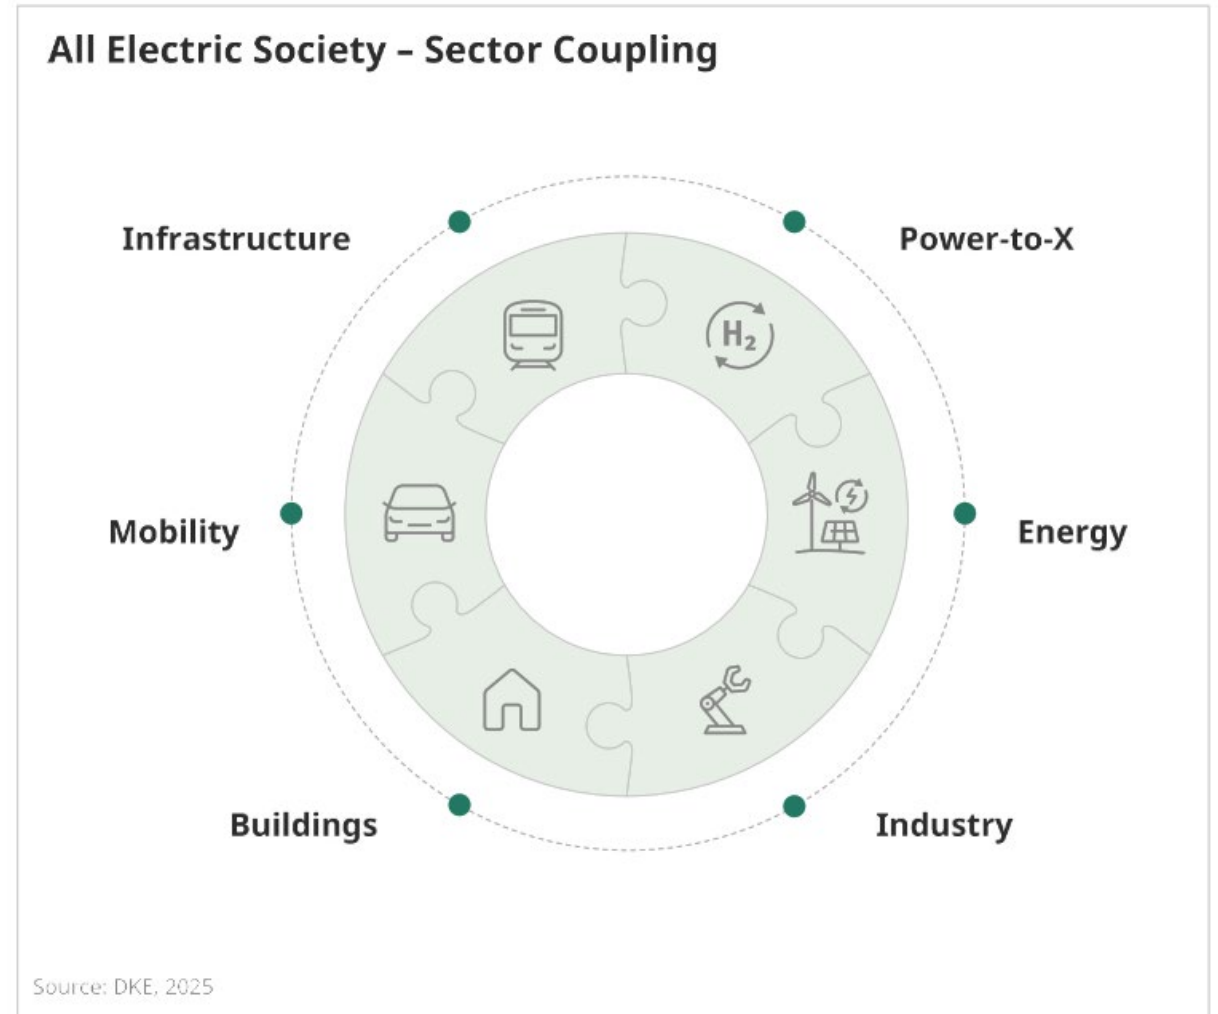 All Electric Society – Sector Coupling
Infrastructure
Power-to-X
H₂
Mobility
Energy
Buildings
Industry
Source: DKE, 2025